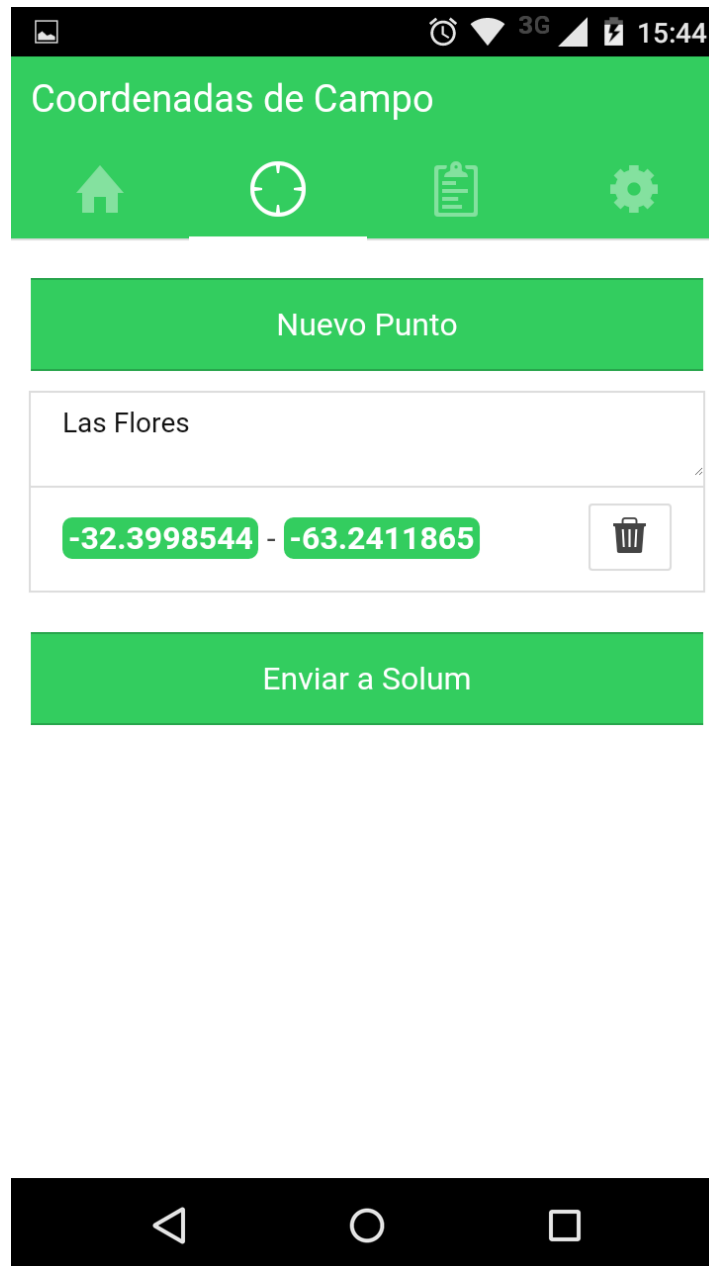 3G 15:44
Coordenadas de Campo
Nuevo Punto
Las Flores
-32.3998544 - -63.2411865
Enviar a Solum